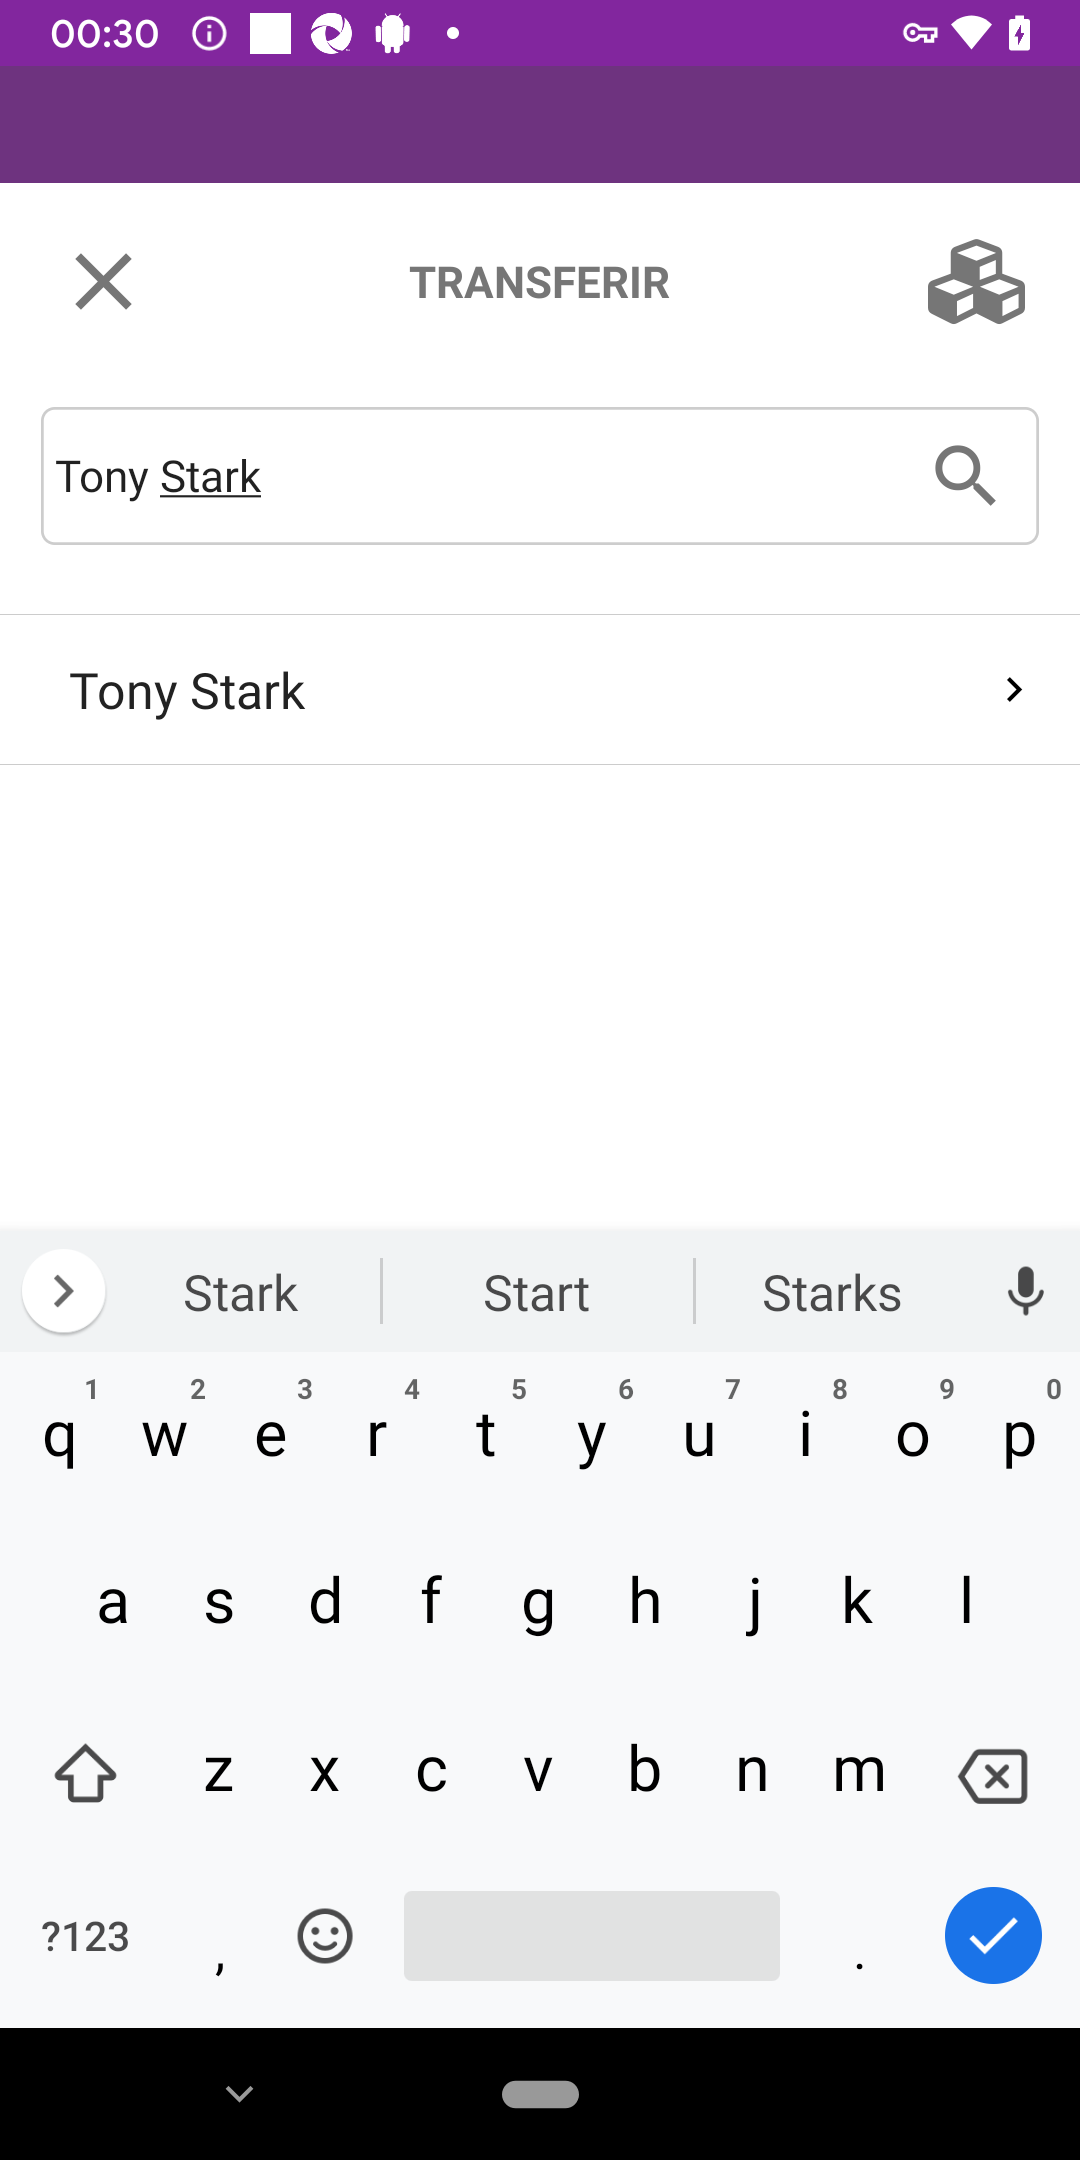 00:30
TRANSFERIR
Tony Stark
Tony Stark
Stark Start Starks
1 2 3 4 5 6 7 8 9 0
q w e r t y u i o p
a s d f g h j k l
z x c v b n m
?123 , .